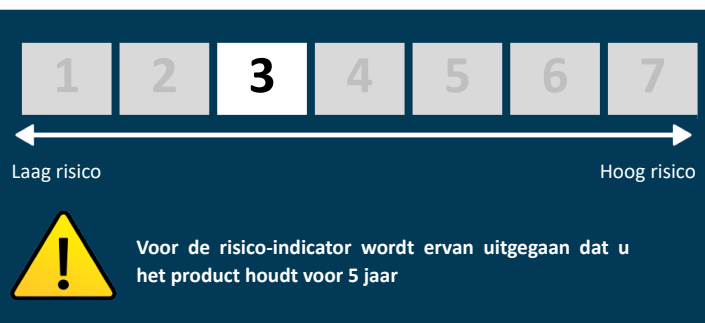 1 2 3 4 5 6 7
Laag risico Hoog risico
Voor de risico-indicator wordt ervan uitgegaan dat u
het product houdt voor 5 jaar